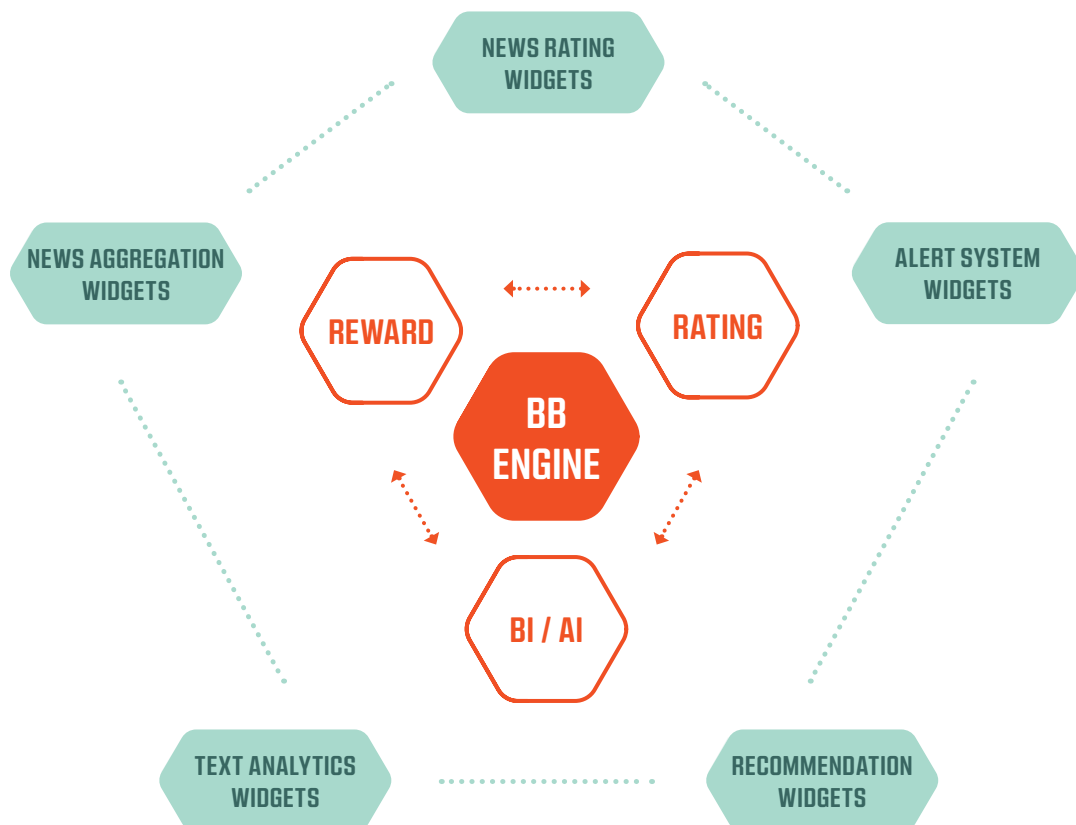 NEWS RATING
WIDGETS
NEWS AGGREGATION
WIDGETS
ALERT SYSTEM
WIDGETS
REWARD
RATING
BB
ENGINE
BI / AI
TEXT ANALYTICS
WIDGETS
RECOMMENDATION
WIDGETS